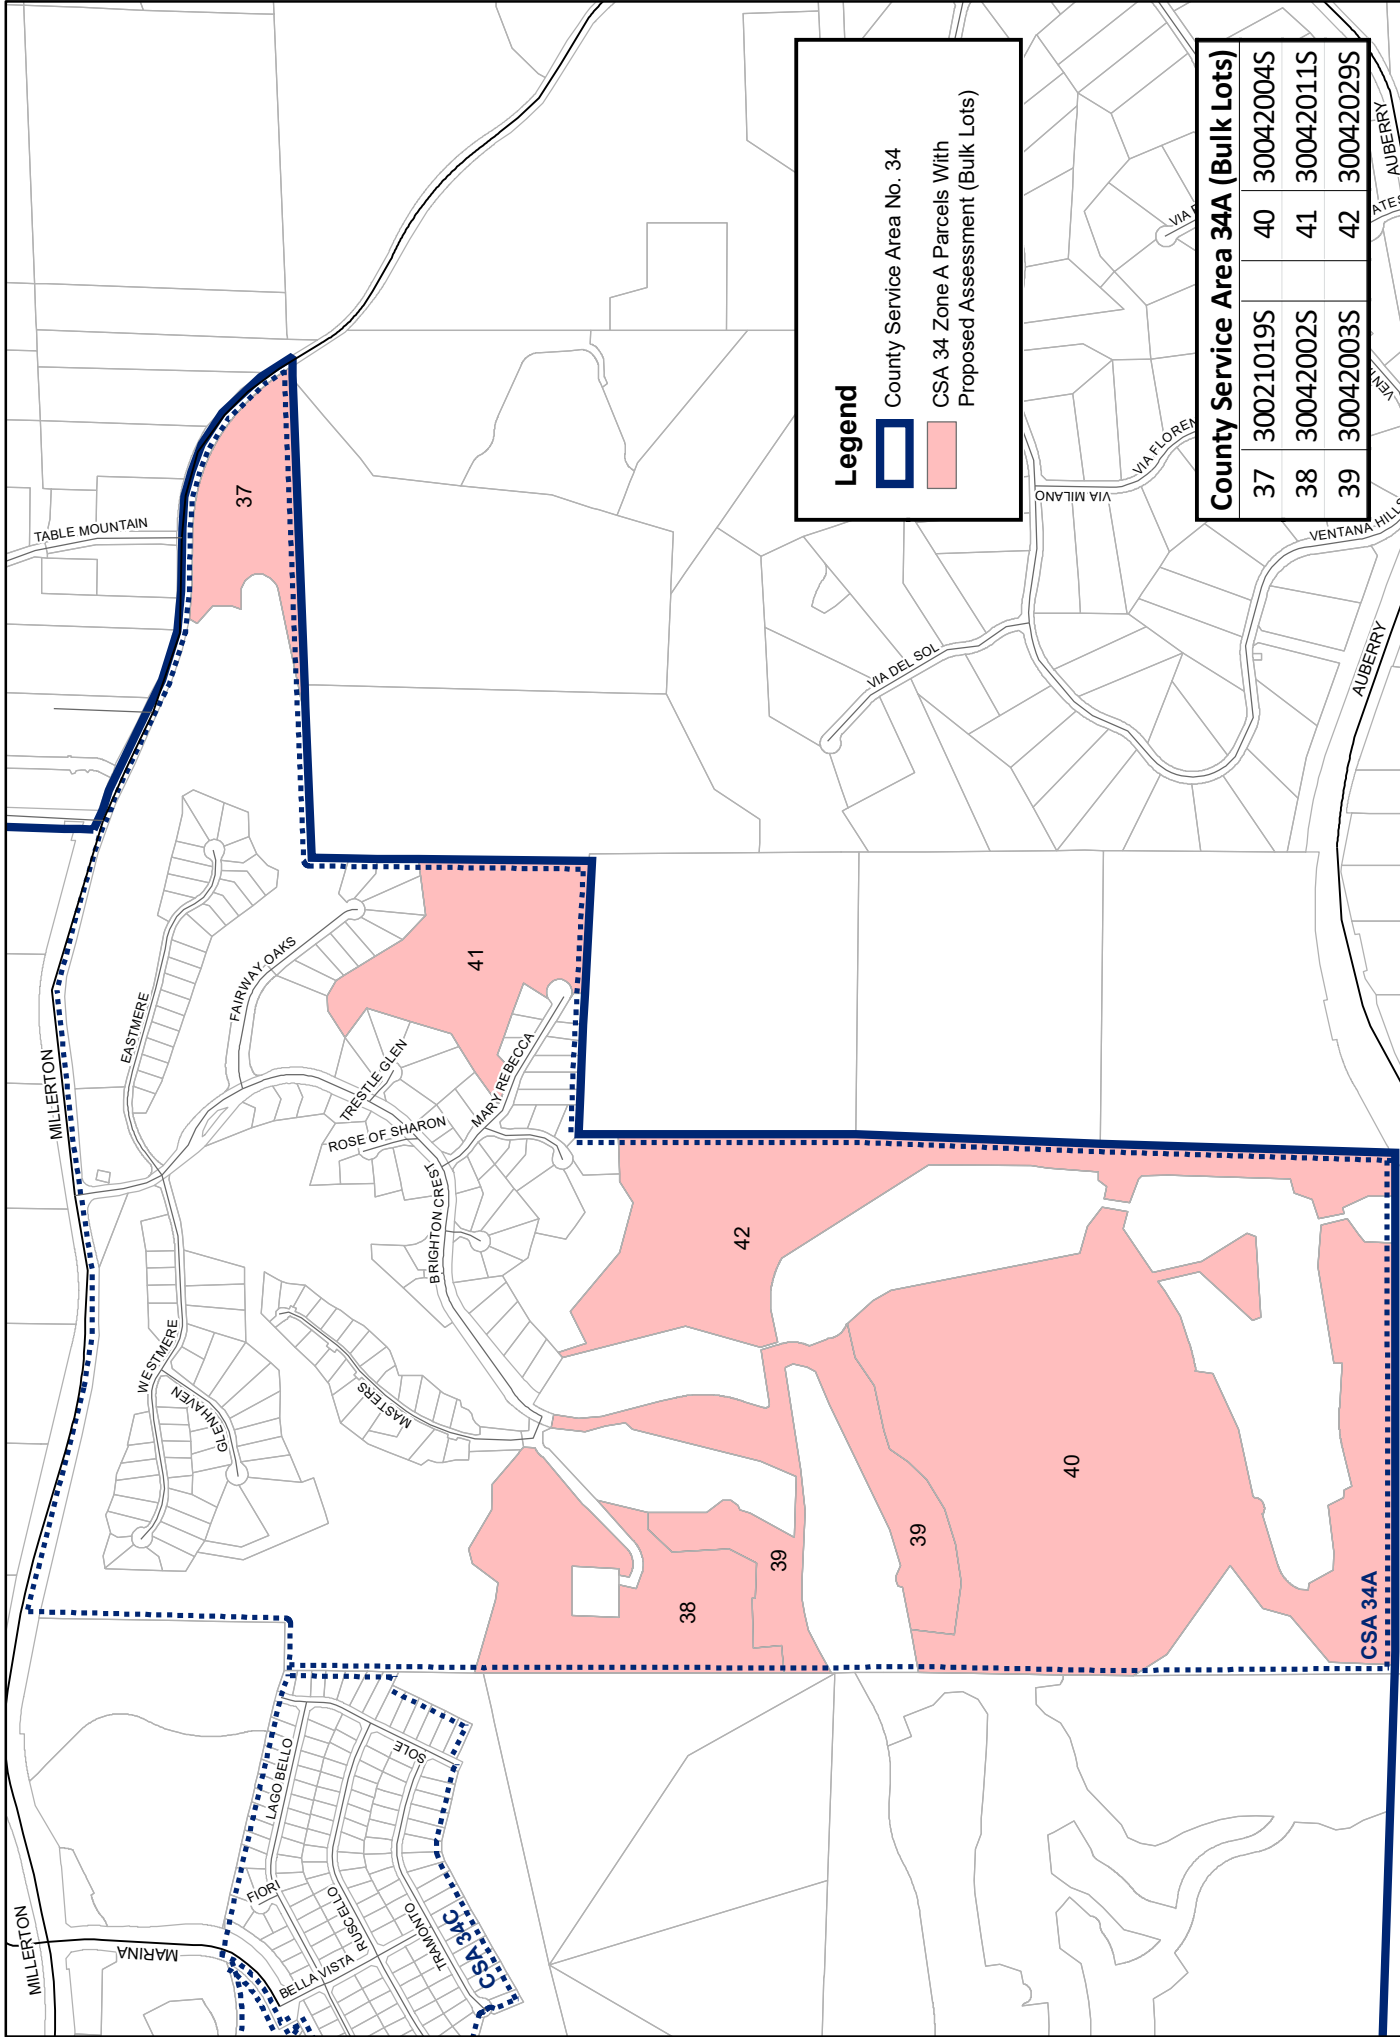 MILLERTON
MARINA
BELLA VISTA
FIORI
LAGO BELLO
RUSCELLO
TRAMONTO
SOLE
CSA 34C
MILLERTON
WESTMERE
GLENHAVEN
MASTERS
EASTMERE
FAIRWAY OAKS
TRESTLE GLEN
ROSE OF SHARON
MARY REBECCA
BRIGHTON CREST
TABLE MOUNTAIN
37
41
42
38
39
39
40
CSA 34A
VIA DEL SOL
VIA MILANO
VIA FLOREN
VENTANA HILLS
AUBERRY
AUBERRY
Legend
County Service Area No. 34
CSA 34 Zone A Parcels With
Proposed Assessment (Bulk Lots)
County Service Area 34A (Bulk Lots)
37 30021019S 40 30042004S
38 30042002S 41 30042011S
39 30042003S 42 30042029S